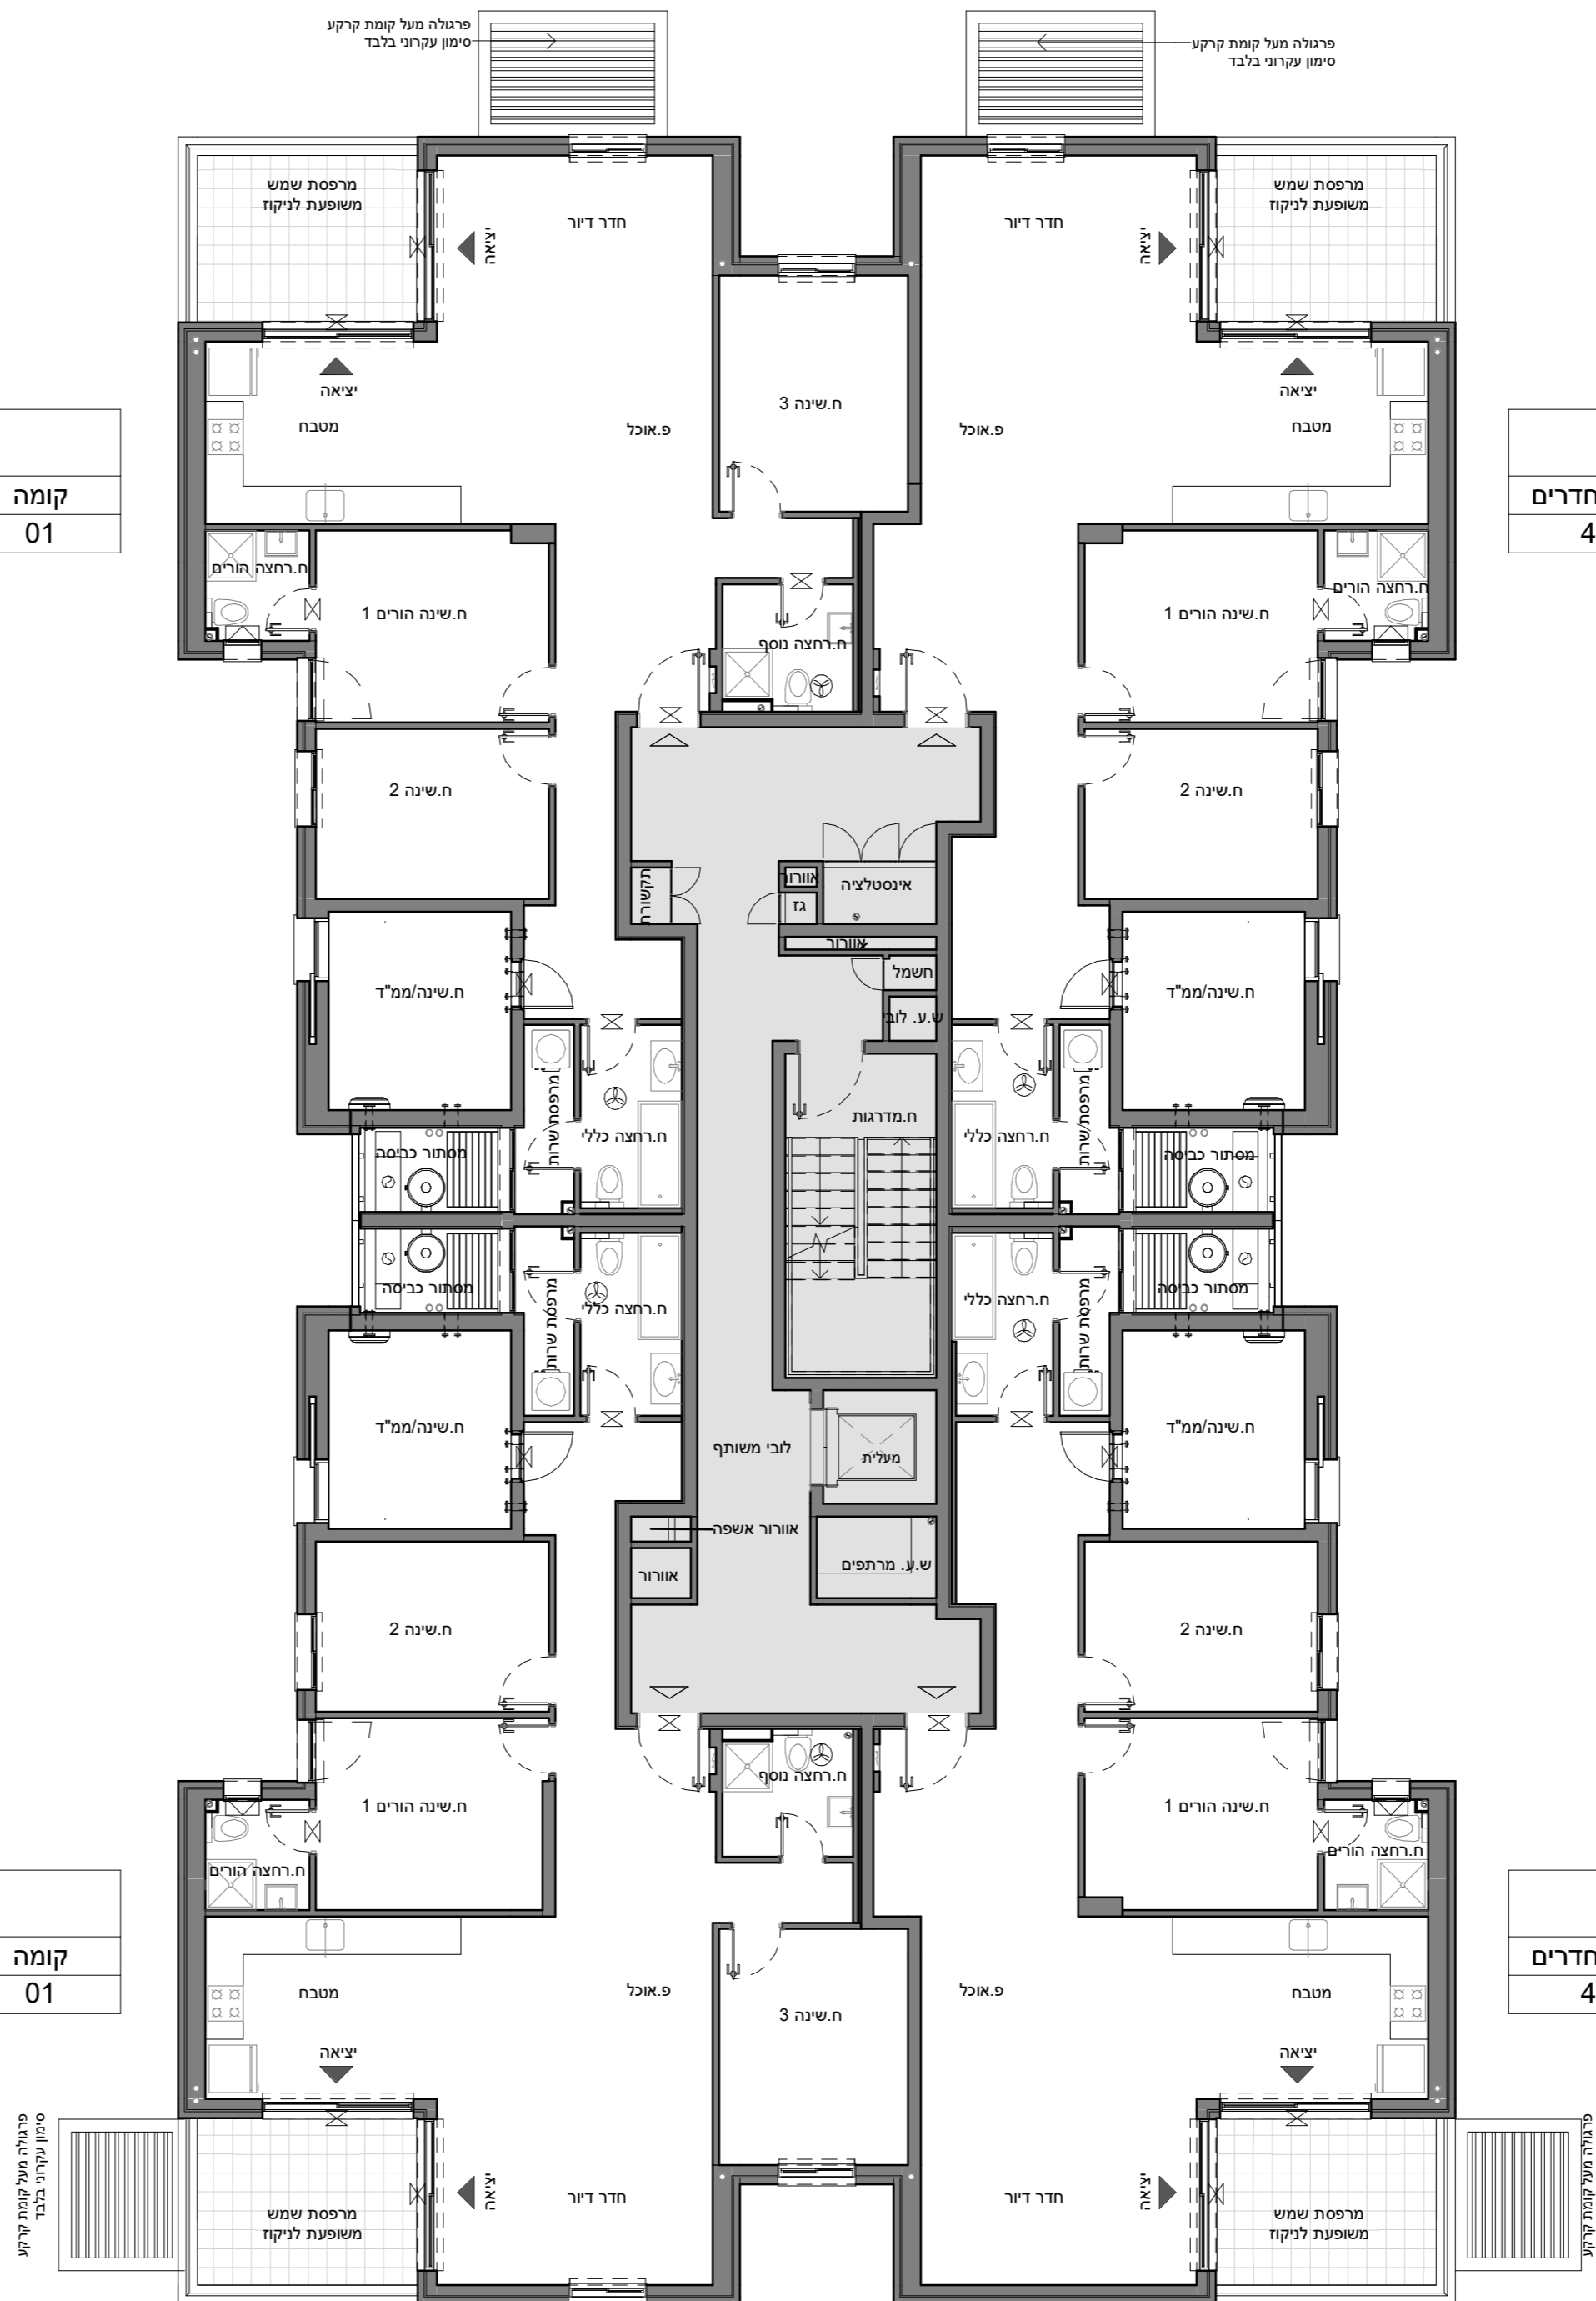 פרגולה מעל קומת קרקע
סימון עקרוני בלבד
פרגולה מעל קומת קרקע
סימון עקרוני בלבד
מרפסת שמש
משופעת לניקוז
חדר דיור
יציאה
חדר דיור
יציאה
מרפסת שמש
משופעת לניקוז
יציאה
מטבח
פ.אוכל
ח.שינה 3
פ.אוכל
יציאה
מטבח
קומה
01
חדרים
4
ח.רחצה הורים
ח.שינה הורים 1
ח.רחצה נוסף
ח.שינה הורים 1
ח.רחצה הורים
ח.שינה 2
ח.שינה 2
תקשורת
אוורור
גז
אינסטלציה
אוורור
חשמל
ש.ע. לובי
ח.שינה/ממ"ד
ח.שינה/ממ"ד
ח.מדרגות
מרפסת שרות
ח.רחצה כללי
ח.רחצה כללי
מרפסת שרות
מסתור כביסה
מסתור כביסה
מסתור כביסה
מסתור כביסה
מרפסת שרות
ח.רחצה כללי
ח.רחצה כללי
מרפסת שרות
ח.שינה/ממ"ד
לובי משותף
מעלית
ח.שינה/ממ"ד
אוורור אשפה
אוורור
ש.ע. מרתפים
ח.שינה 2
ח.שינה 2
ח.רחצה נוסף
ח.שינה הורים 1
ח.שינה הורים 1
ח.רחצה הורים
ח.רחצה הורים
קומה
01
חדרים
4
מטבח
פ.אוכל
ח.שינה 3
פ.אוכל
מטבח
יציאה
יציאה
פרגולה מעל קומת קרקע
סימון עקרוני בלבד
מרפסת שמש
משופעת לניקוז
יציאה
חדר דיור
חדר דיור
יציאה
מרפסת שמש
משופעת לניקוז
פרגולה מעל קומת קרקע